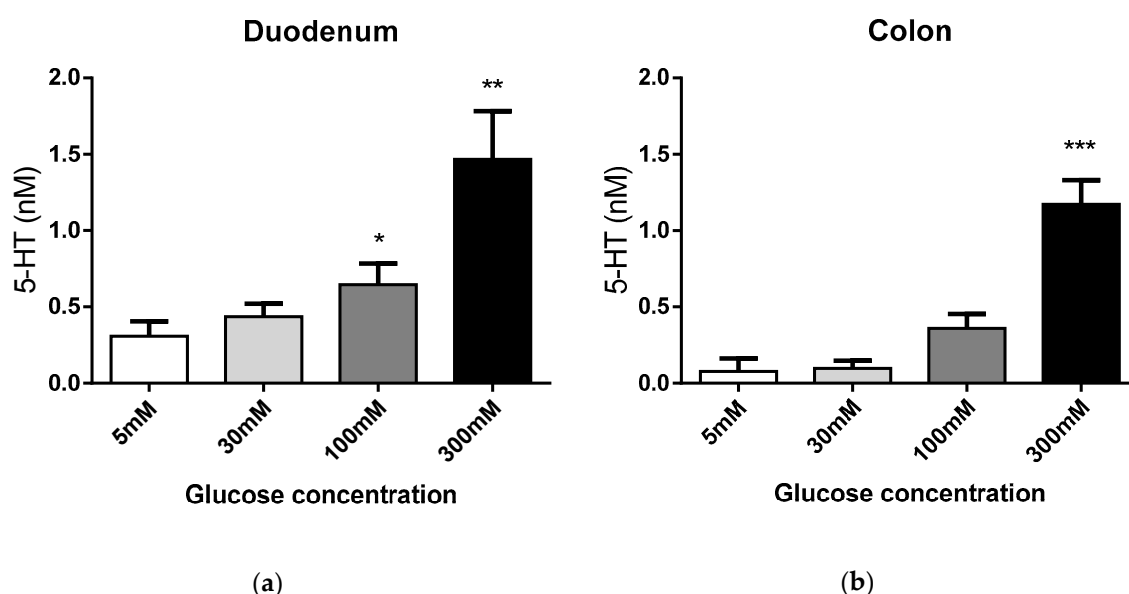 Duodenum
2.0
1.5
1.0
0.5
0.0
5-HT (nM)
**
*
5mM
30mM
100mM
300mM
Glucose concentration
(a)
Colon
2.0
1.5
1.0
0.5
0.0
5-HT (nM)
***
5mM
30mM
100mM
300mM
Glucose concentration
(b)